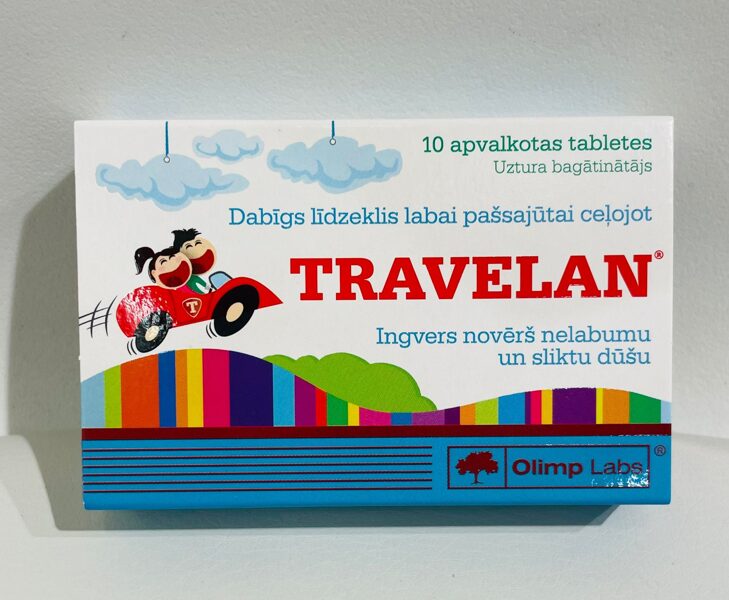 10 apvalkotas tabletes
Uztura bagātinātājs
Dabīgs līdzeklis labai pašsajūtai ceļojot
TRAVELAN®
T
Ingvers novērš nelabumu
un sliktu dūšu
Olimp Labs®